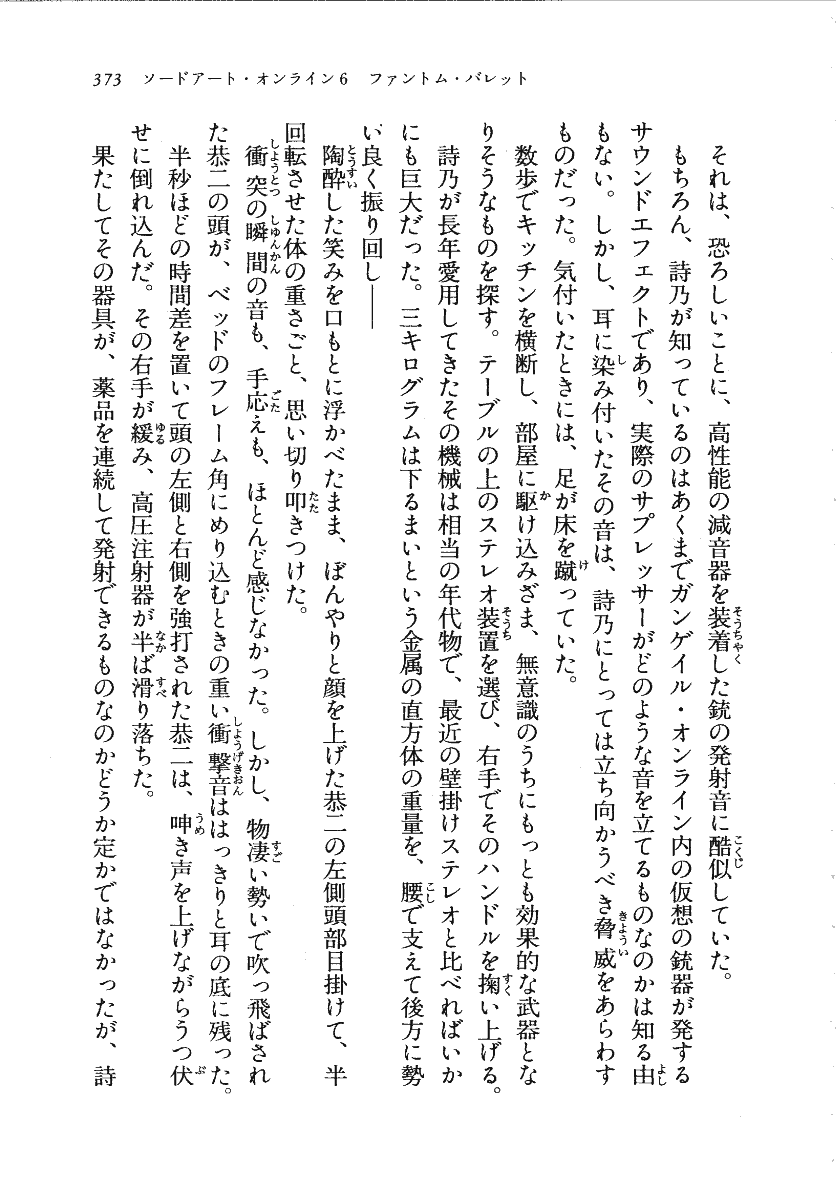 373　ソードアート・オンライン6　ファントム・バレット
　それは、恐ろしいことに、高性能の減音器を装着した銃の発射音に酷似していた。
　もちろん、詩乃が知っているのはあくまでガンゲイル・オンライン内の仮想の銃器が発する
サウンドエフェクトであり、実際のサプレッサーがどのような音を立てるものなのかは知る由
もない。しかし、耳に染み付いたその音は、詩乃にとっては立ち向かうべき脅威をあらわす
ものだった。気付いたときには、足が床を蹴っていた。
　数歩でキッチンを横断し、部屋に駆け込みざま、無意識のうちにもっとも効果的な武器とな
りそうなものを探す。テーブルの上のステレオ装置を選び、右手でそのハンドルを掬い上げる。
　詩乃が長年愛用してきたその機械は相当の年代物で、最近の壁掛けステレオと比べればいか
にも巨大だった。三キログラムは下るまいという金属の直方体の重量を、腰で支えて後方に勢
い良く振り回し――
　陶酔した笑みを口もとに浮かべたまま、ぼんやりと顔を上げた恭二の左側頭部目掛けて、半
回転させた体の重さごと、思い切り叩きつけた。
　衝突の瞬間の音も、手応えも、ほとんど感じなかった。しかし、物凄い勢いで吹っ飛ばされ
た恭二の頭が、ベッドのフレーム角にめり込むときの重い衝撃音ははっきりと耳の底に残った。
　半秒ほどの時間差を置いて頭の左側と右側を強打された恭二は、呻き声を上げながらうつ伏
せに倒れ込んだ。その右手が緩み、高圧注射器が半ば滑り落ちた。
　果たしてその器具が、薬品を連続して発射できるものなのかどうか定かではなかったが、詩